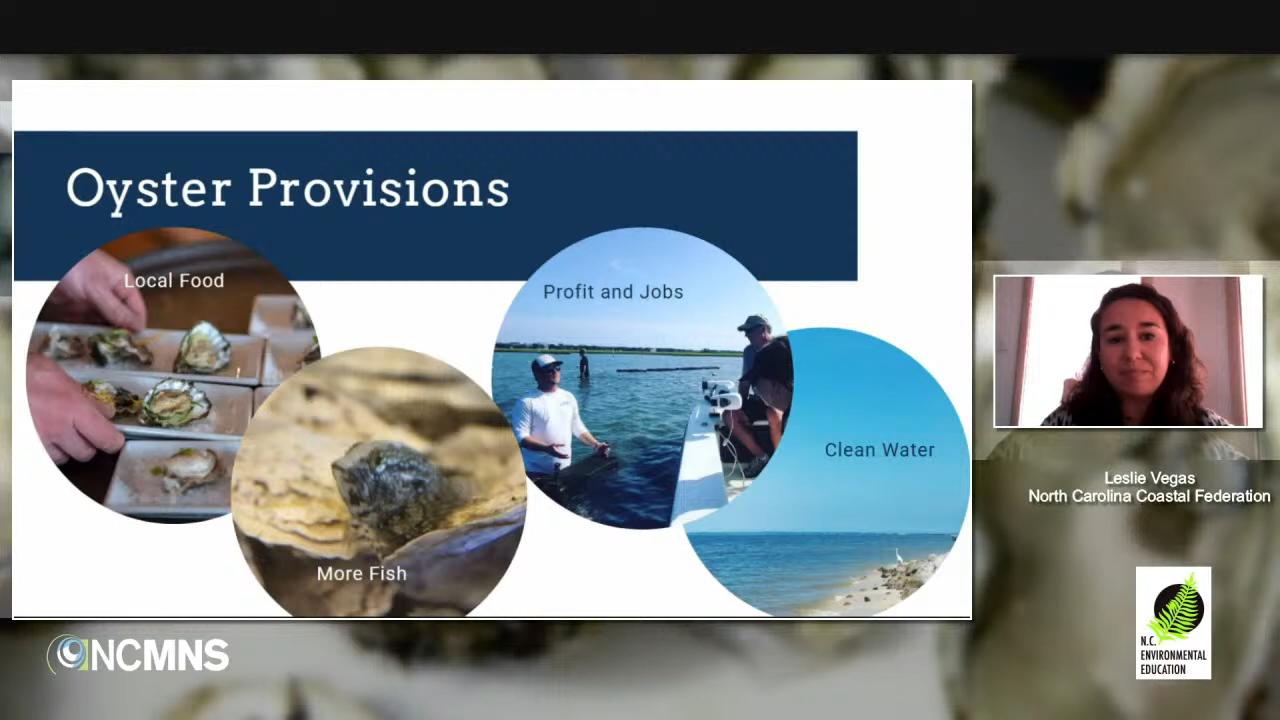 Oyster Provisions
Local Food
Profit and Jobs
Clean Water
More Fish
Leslie Vegas
North Carolina Coastal Federation
NCMNS
N.C.
ENVIRONMENTAL
EDUCATION